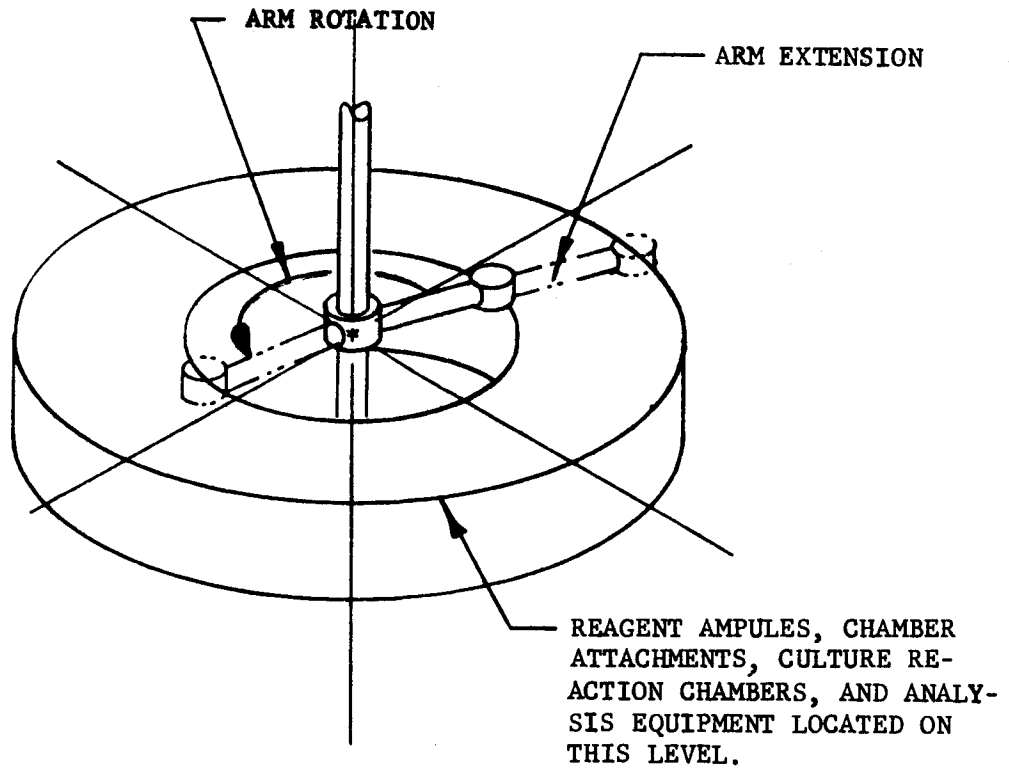 ARM ROTATION
ARM EXTENSION
REAGENT AMPULES, CHAMBER
ATTACHMENTS, CULTURE RE-
ACTION CHAMBERS, AND ANALY-
SIS EQUIPMENT LOCATED ON
THIS LEVEL.